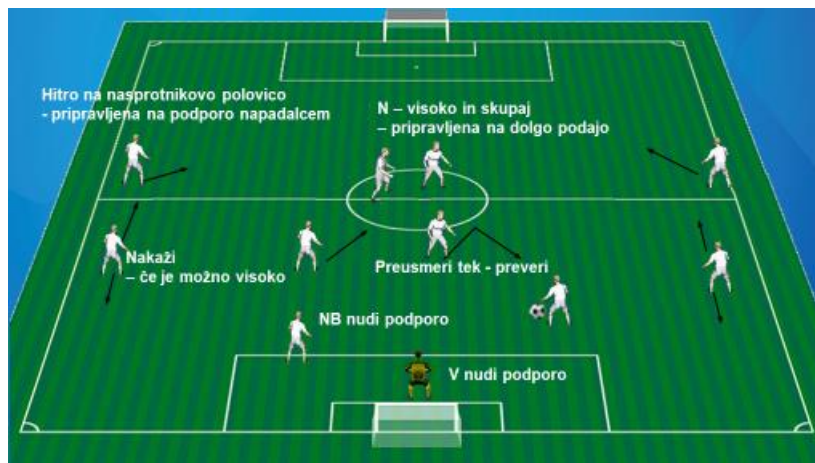 Hitro na nasprotnikovo polovico
- pripravljena na podporo napadalcem
N – visoko in skupaj
– pripravljena na dolgo podajo
Nakaži
– če je možno visoko
Preusmeri tek - preveri
NB nudi podporo
V nudi podporo